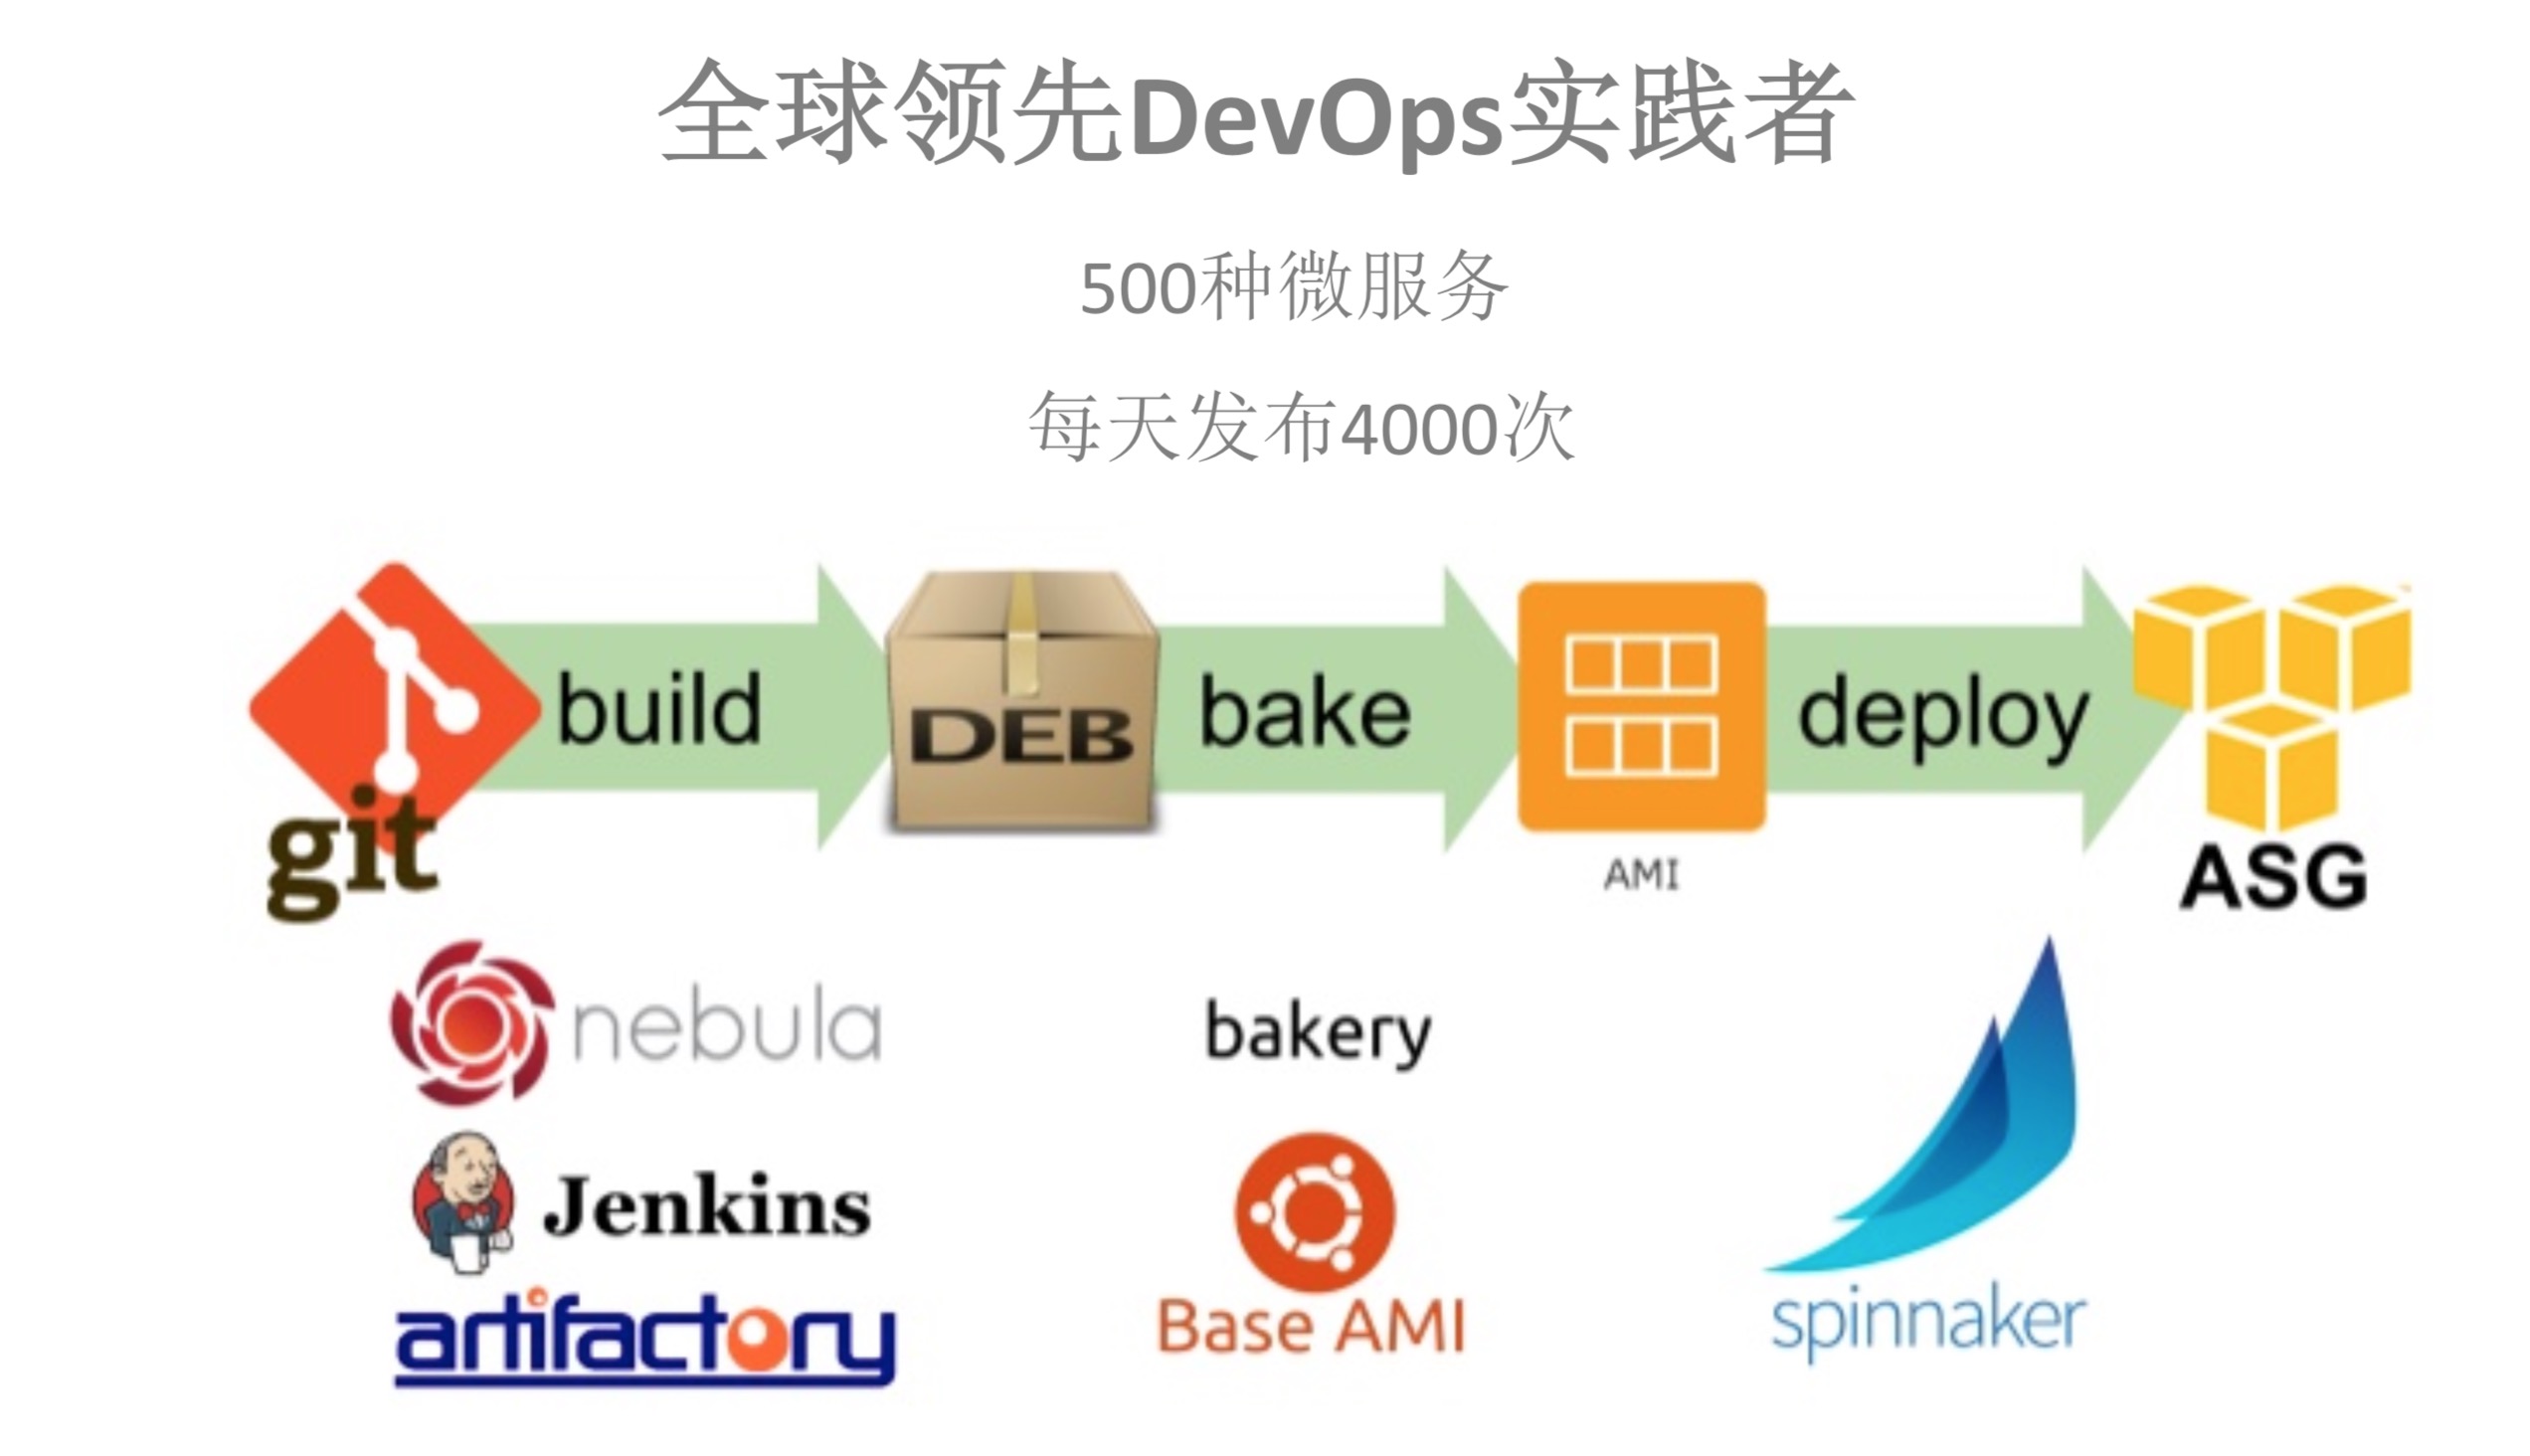 全球领先DevOps实践者
500种微服务
每天发布4000次
build
DEB
bake
deploy
git
AMI
ASG
nebula
bakery
Jenkins
artifactory
Base AMI
spinnaker